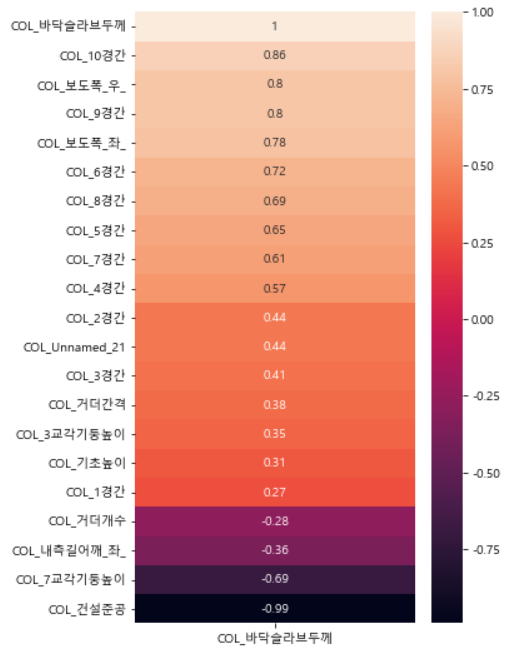 COL_바닥슬라브두께 1
COL_10경간 0.86
COL_보도폭_우_ 0.8
COL_9경간 0.8
COL_보도폭_좌_ 0.78
COL_6경간 0.72
COL_8경간 0.69
COL_5경간 0.65
COL_7경간 0.61
COL_4경간 0.57
COL_2경간 0.44
COL_Unnamed_21 0.44
COL_3경간 0.41
COL_거더간격 0.38
COL_3교각기둥높이 0.35
COL_기초높이 0.31
COL_1경간 0.27
COL_거더개수 -0.28
COL_내측길어깨_좌_ -0.36
COL_7교각기둥높이 -0.69
COL_건설준공 -0.99
COL_바닥슬라브두께
1.00
0.75
0.50
0.25
0.00
-0.25
-0.50
-0.75